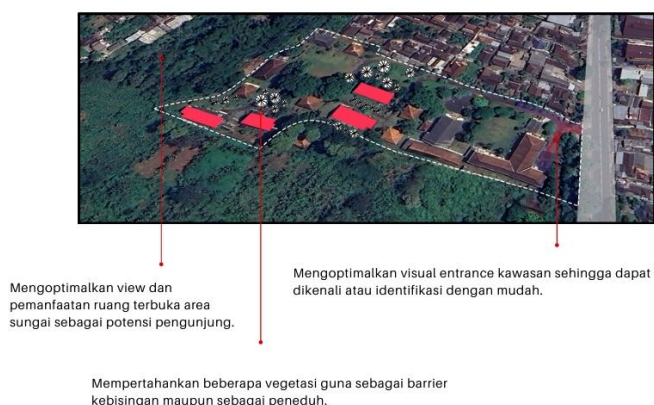 Mengoptimalkan view dan
pemanfaatan ruang terbuka area
sungai sebagai potensi pengunjung.
Mengoptimalkan visual entrance kawasan sehingga dapat
dikenali atau identifikasi dengan mudah.
Mempertahankan beberapa vegetasi guna sebagai barrier
kebisingan maupun sebagai peneduh.